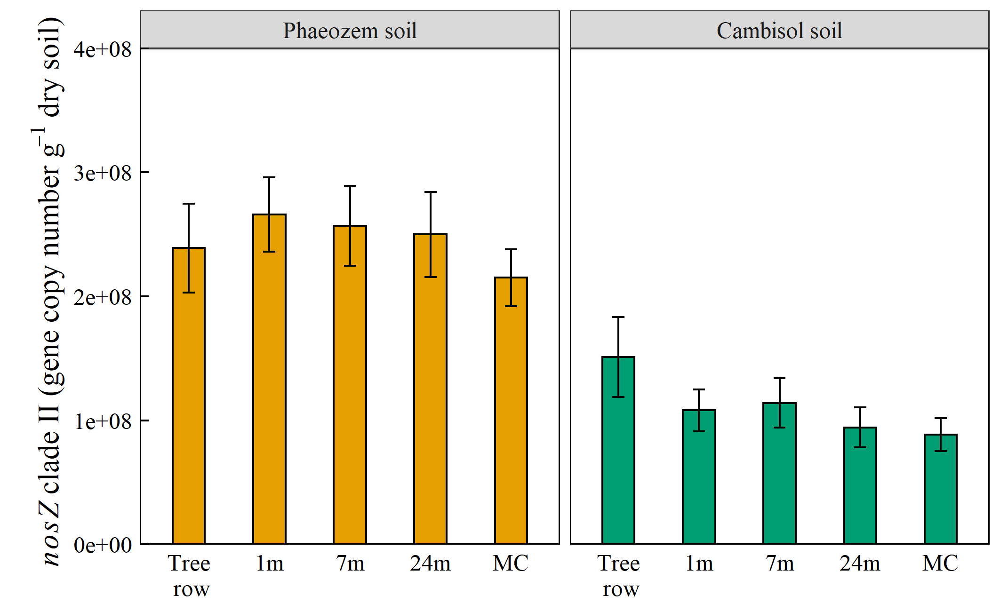 nosZ clade II (gene copy number g⁻¹ dry soil)
Phaeozem soil
Cambisol soil
4e+08
3e+08
2e+08
1e+08
0e+00
Tree row
1m
7m
24m
MC
Tree row
1m
7m
24m
MC